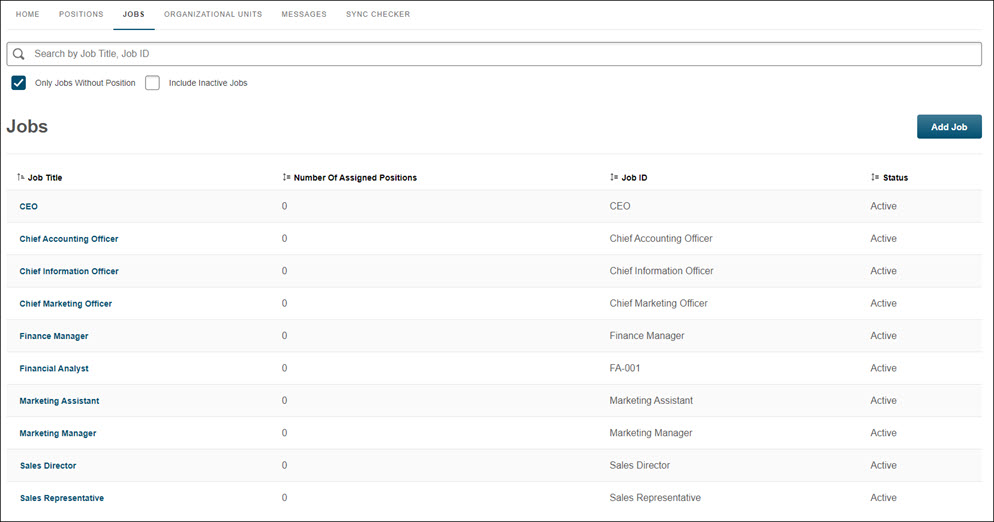 HOME POSITIONS JOBS ORGANIZATIONAL UNITS MESSAGES SYNC CHECKER
Search by Job Title, Job ID
Only Jobs Without Position Include Inactive Jobs
Jobs Add Job
Job Title Number Of Assigned Positions Job ID Status
CEO 0 CEO Active
Chief Accounting Officer 0 Chief Accounting Officer Active
Chief Information Officer 0 Chief Information Officer Active
Chief Marketing Officer 0 Chief Marketing Officer Active
Finance Manager 0 Finance Manager Active
Financial Analyst 0 FA-001 Active
Marketing Assistant 0 Marketing Assistant Active
Marketing Manager 0 Marketing Manager Active
Sales Director 0 Sales Director Active
Sales Representative 0 Sales Representative Active